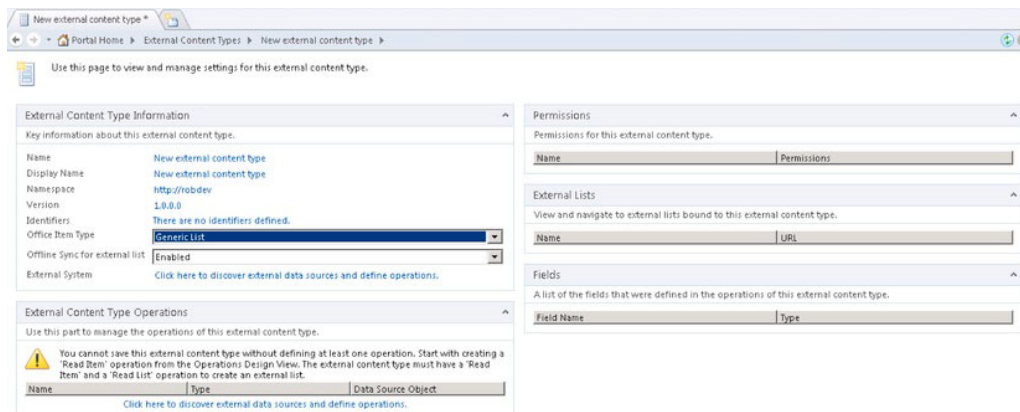 New external content type *
Portal Home External Content Types New external content type
Use this page to view and manage settings for this external content type.
External Content Type Information
Key information about this external content type.
Name New external content type
Display Name New external content type
Namespace http://robdev
Version 1.0.0.0
Identifiers There are no identifiers defined.
Office Item Type Generic List
Offline Sync for external list Enabled
External System Click here to discover external data sources and define operations.
External Content Type Operations
Use this part to manage the operations of this external content type.
You cannot save this external content type without defining at least one operation. Start with creating a
'Read Item' operation from the Operations Design View. The external content type must have a 'Read
Item' and a 'Read List' operation to create an external list.
Name Type Data Source Object
Click here to discover external data sources and define operations.
Permissions
Permissions for this external content type.
Name Permissions
External Lists
View and navigate to external lists bound to this external content type.
Name URL
Fields
A list of the fields that were defined in the operations of this external content type.
Field Name Type